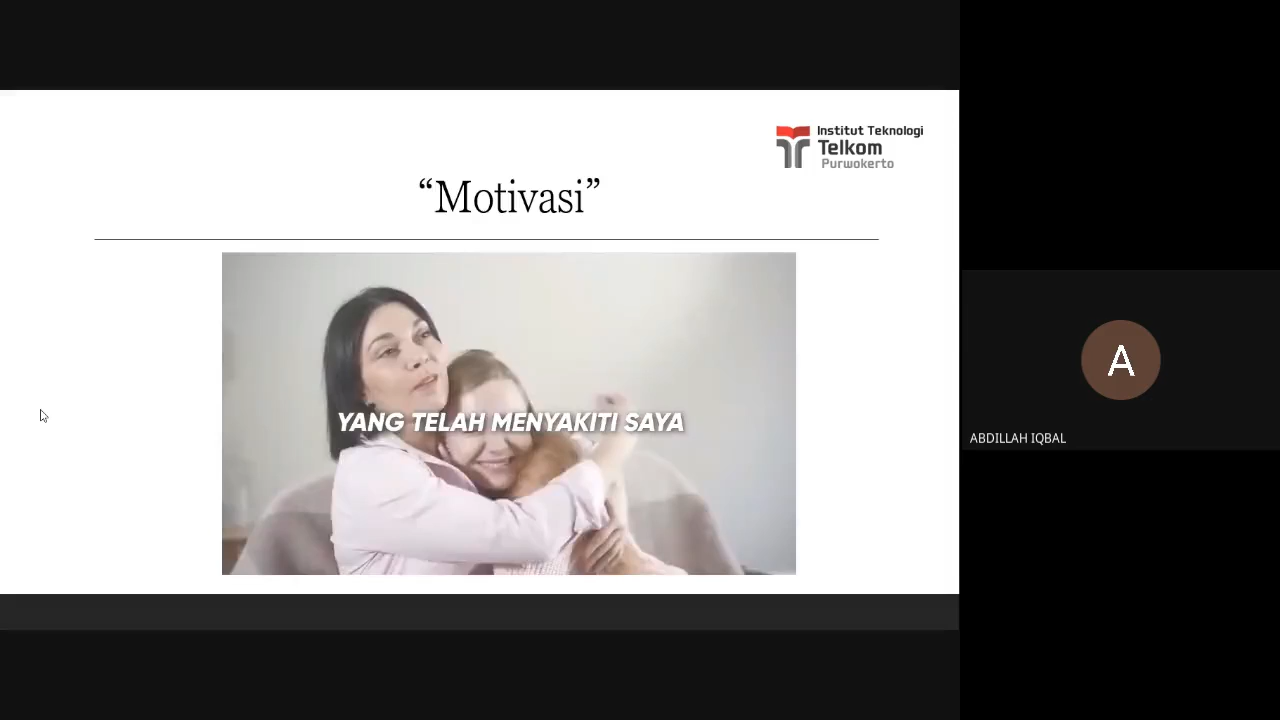 Institut Teknologi
Telkom
Purwokerto
“Motivasi”
YANG TELAH MENYAKITI SAYA
A
ABDILLAH IQBAL